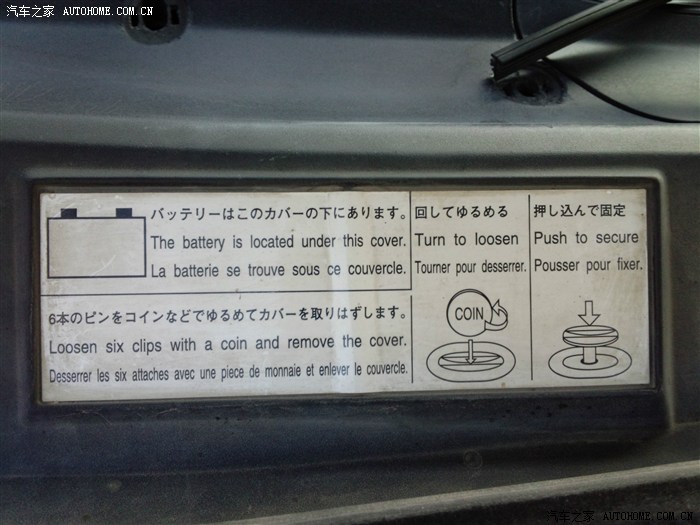 汽车之家 AUTOHOME.COM.CN
バッテリーはこのカバーの下にあります。
The battery is located under this cover.
La batterie se trouve sous ce couvercle.
6本のピンをコインなどでゆるめてカバーを取りはずします。
Loosen six clips with a coin and remove the cover.
Desserrer les six attaches avec une piece de monnaie et enlever le couvercle.
回してゆるめる
Turn to loosen
Tourner pour desserrer.
COIN
押し込んで固定
Push to secure
Pousser pour fixer.
汽车之家 AUTOHOME.COM.CN